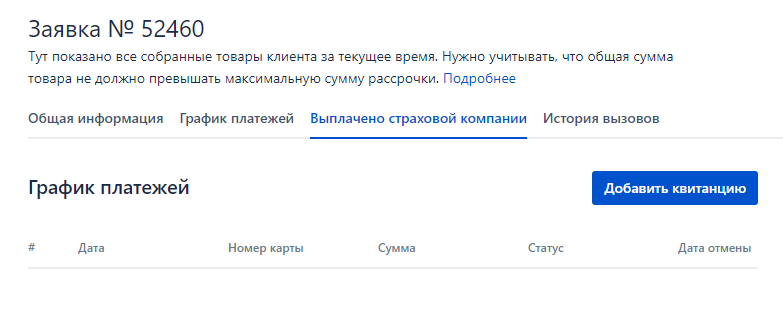 Заявка № 52460
Тут показано все собранные товары клиента за текущее время. Нужно учитывать, что общая сумма
товара не должно превышать максимальную сумму рассрочки. Подробнее
Общая информация График платежей Выплачено страховой компании История вызовов
График платежей Добавить квитанцию
# Дата Номер карты Сумма Статус Дата отмены